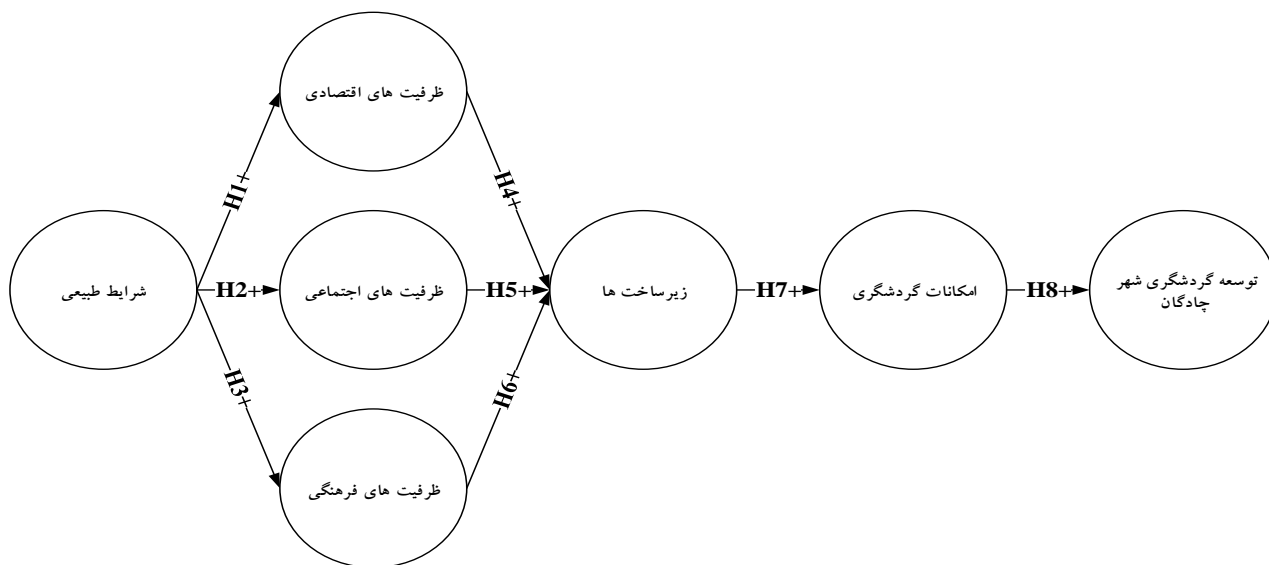 ظرفیت های اقتصادی
H1+
H4+
شرایط طبیعی
H2+
ظرفیت های اجتماعی
H5+
زیرساخت ها
H7+
امکانات گردشگری
H8+
توسعه گردشگری شهر
چادگان
H3+
H6+
ظرفیت های فرهنگی